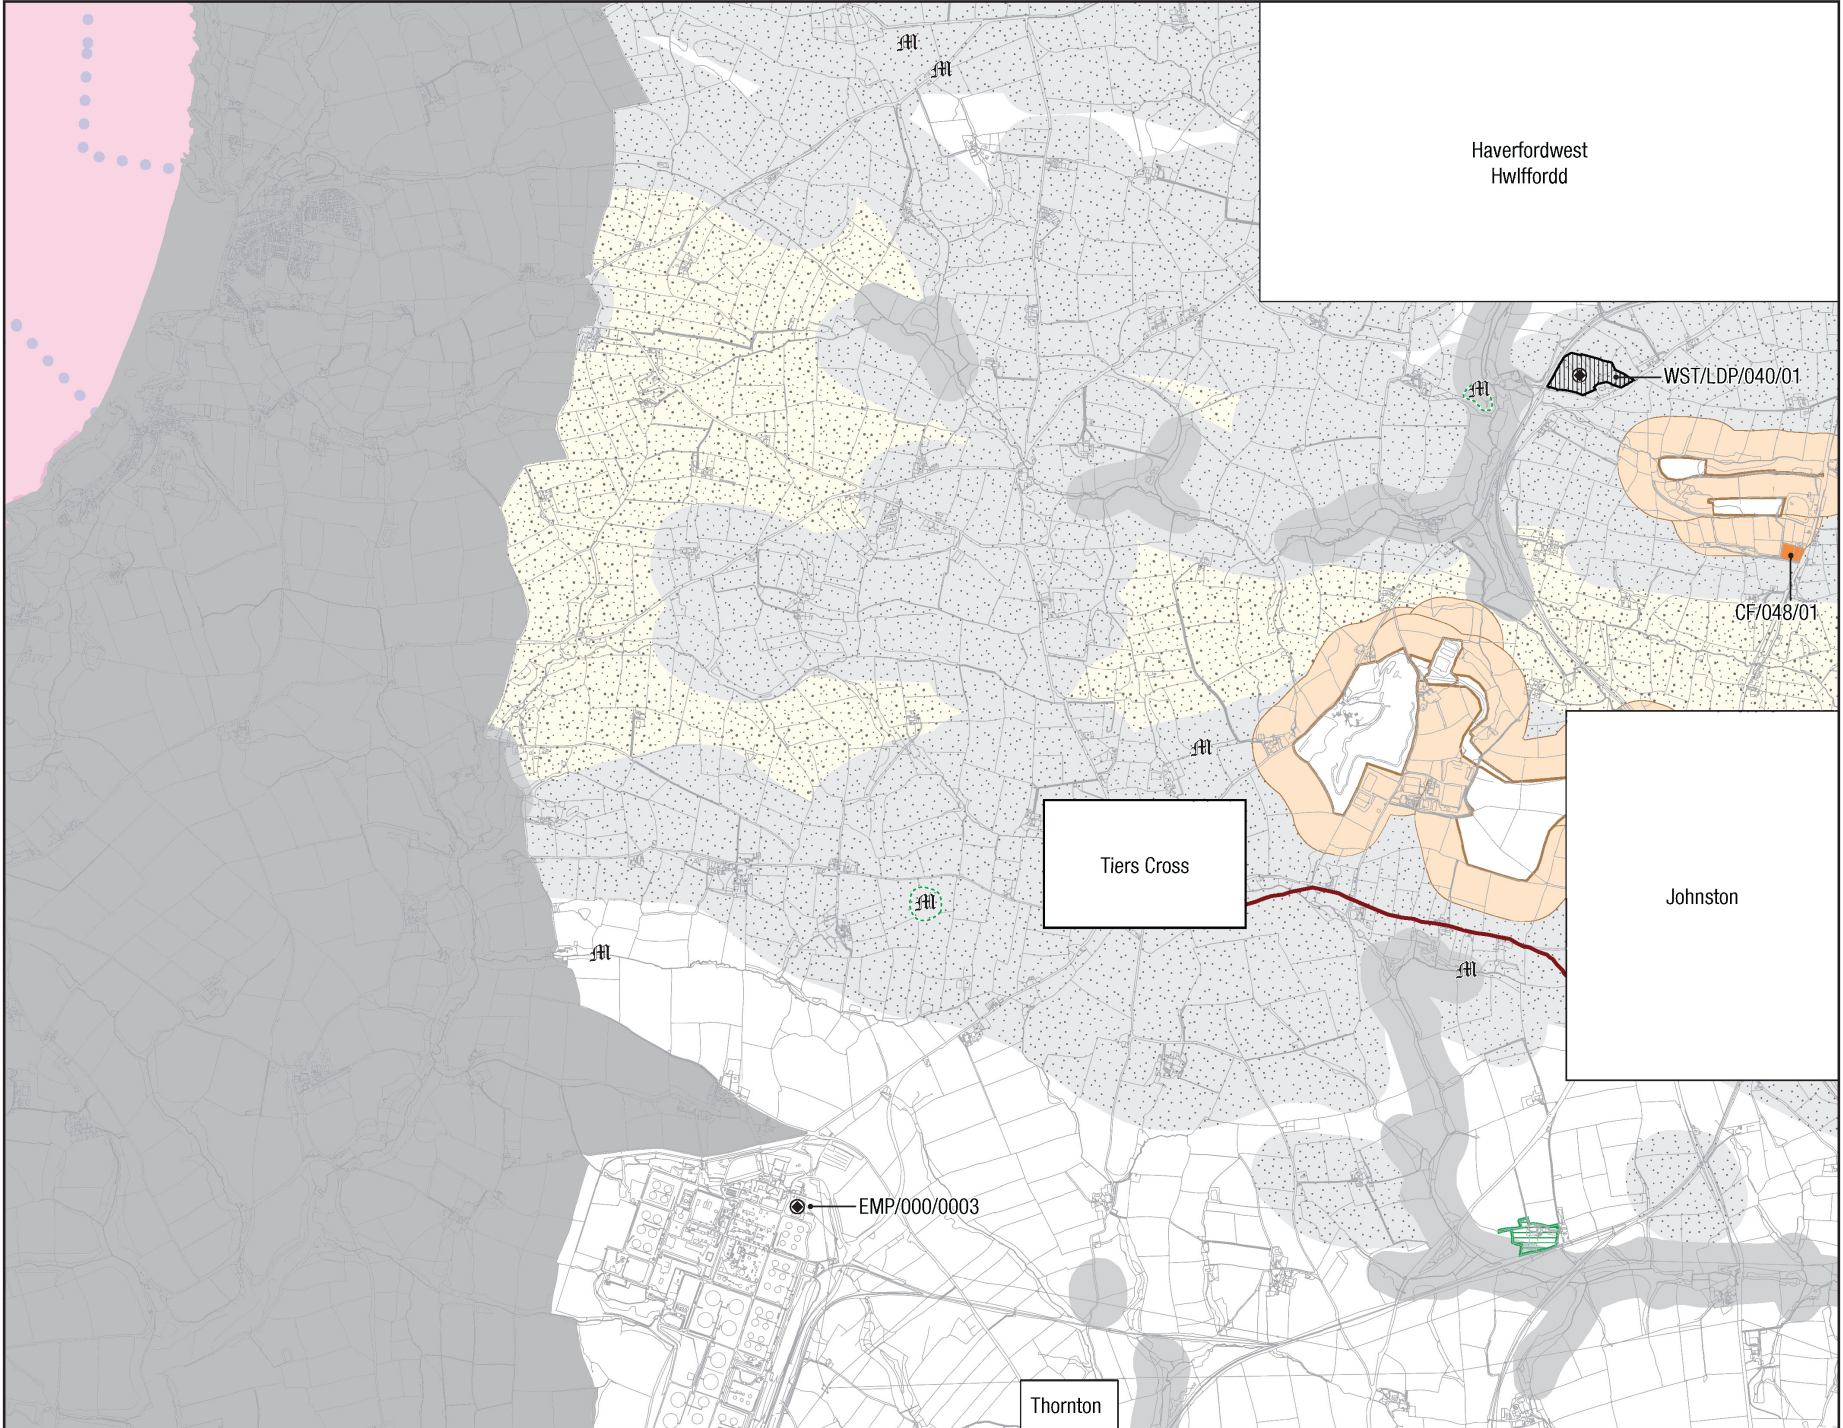 𝔐
𝔐
Haverfordwest
Hwlffordd
WST/LDP/040/01
𝔐
CF/048/01
𝔐
Tiers Cross
Johnston
𝔐
𝔐
𝔐
EMP/000/0003
Thornton